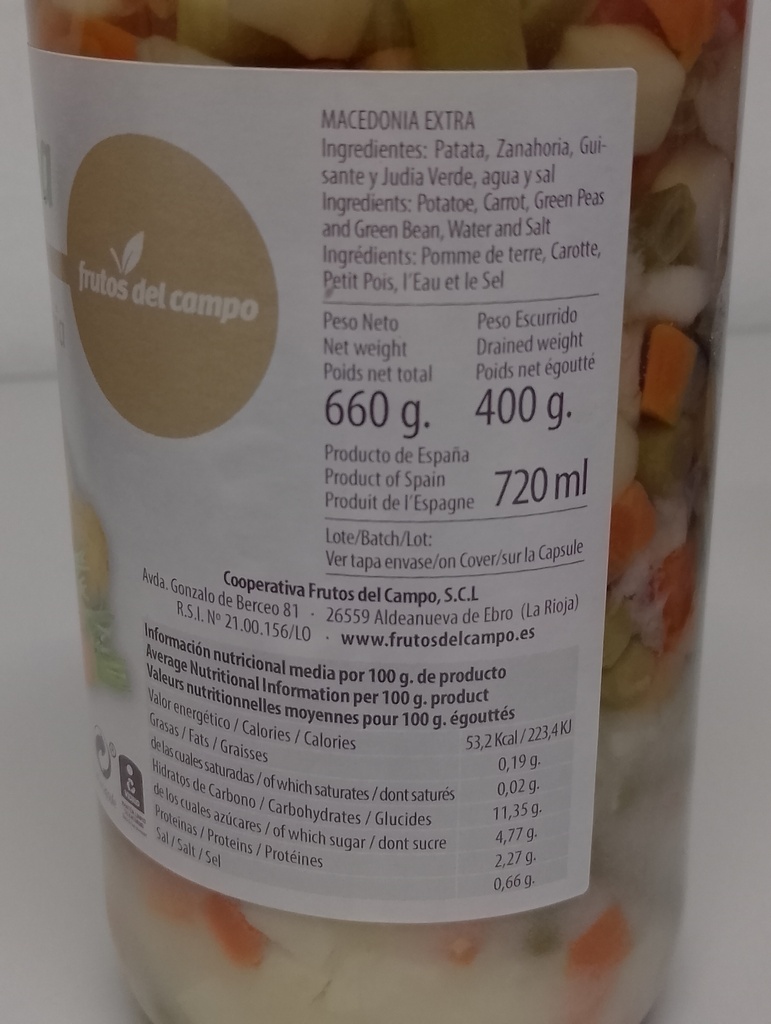 frutos del campo
MACEDONIA EXTRA
Ingredientes: Patata, Zanahoria, Gui-
sante y Judia Verde, agua y sal
Ingredients: Potatoe, Carrot, Green Peas
and Green Bean, Water and Salt
Ingrédients: Pomme de terre, Carotte,
Petit Pois, l'Eau et le Sel
Peso Neto
Net weight
Poids net total
660 g.
Peso Escurrido
Drained weight
Poids net égoutté
400 g.
Producto de España
Product of Spain
Produit de l'Espagne
720 ml
Lote/Batch/Lot:
Ver tapa envase/on Cover/sur la Capsule
Cooperativa Frutos del Campo, S.C.L
Avda. Gonzalo de Berceo 81 · 26559 Aldeanueva de Ebro (La Rioja)
R.S.I. Nº 21.00.156/LO · www.frutosdelcampo.es
Información nutricional media por 100 g. de producto
Average Nutritional Information per 100 g. product
Valeurs nutritionnelles moyennes pour 100 g. égouttés
Valor energético / Calories / Calories 53,2 Kcal / 223,4 KJ
Grasas / Fats / Graisses 0,19 g.
de las cuales saturadas / of which saturates / dont saturés 0,02 g.
Hidratos de Carbono / Carbohydrates / Glucides 11,35 g.
de los cuales azúcares / of which sugar / dont sucre 4,77 g.
Proteinas / Proteins / Protéines 2,27 g.
Sal / Salt / Sel 0,66 g.